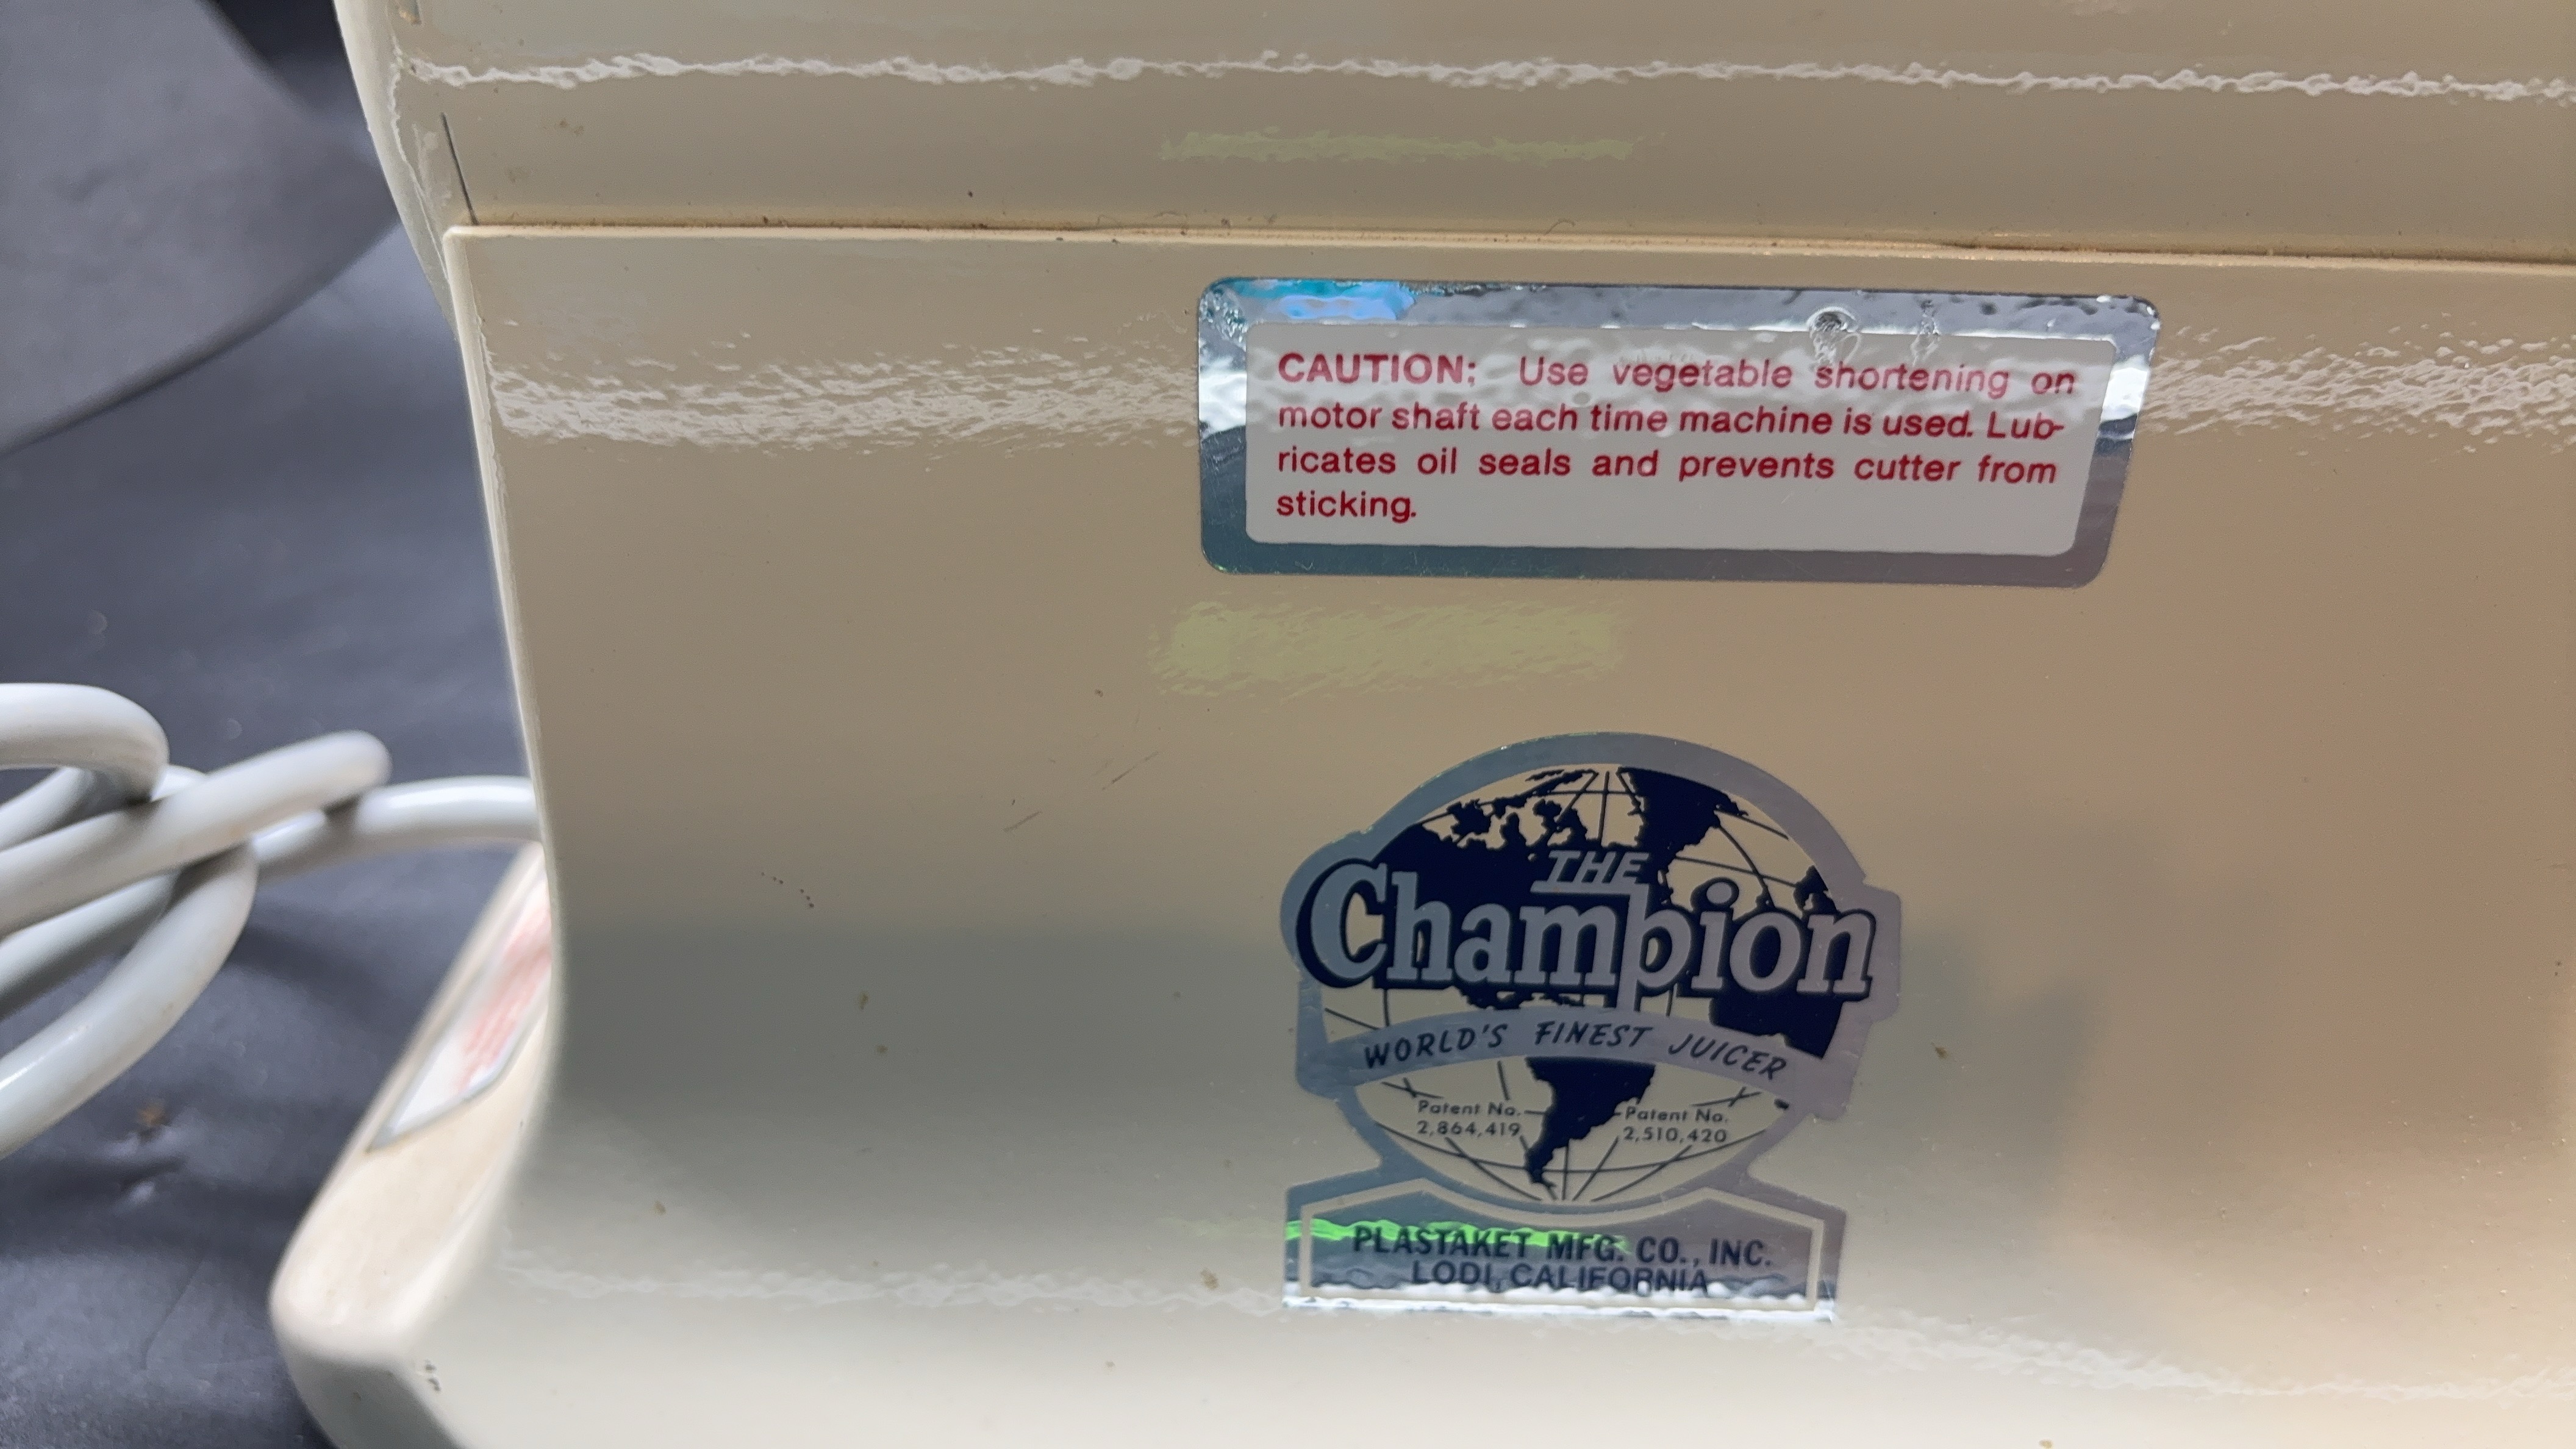 CAUTION; Use vegetable shortening on
motor shaft each time machine is used. Lub-
ricates oil seals and prevents cutter from
sticking.
THE
Champion
WORLD'S FINEST JUICER
Patent No.
2,864,419
Patent No.
2,510,420
PLASTAKET MFG. CO., INC.
LODI, CALIFORNIA